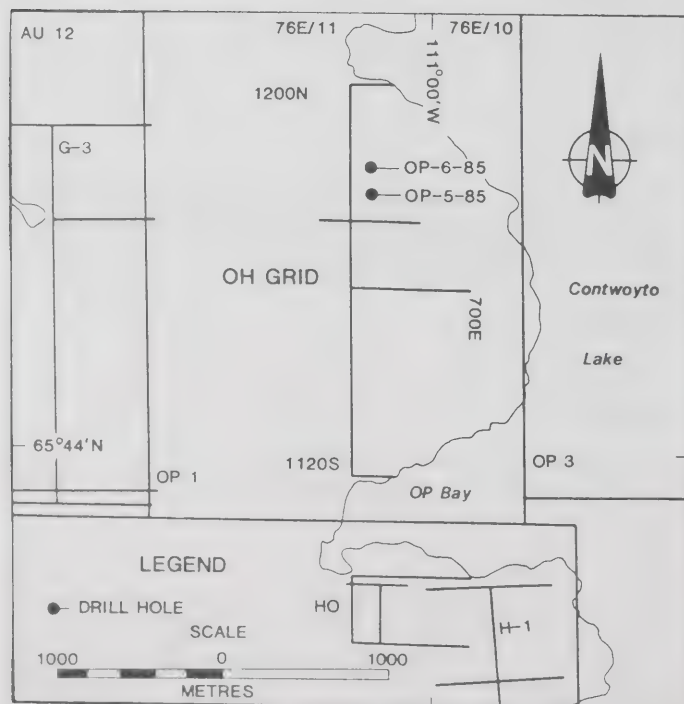 AU 12
76E/11
76E/10
111°00'W
1200N
G-3
OP-6-85
OP-5-85
N
OH GRID
700E
Contwoyto
Lake
65°44'N
OP 1
1120S
OP Bay
OP 3
LEGEND
DRILL HOLE
HO
H-1
SCALE
1000 0 1000
METRES